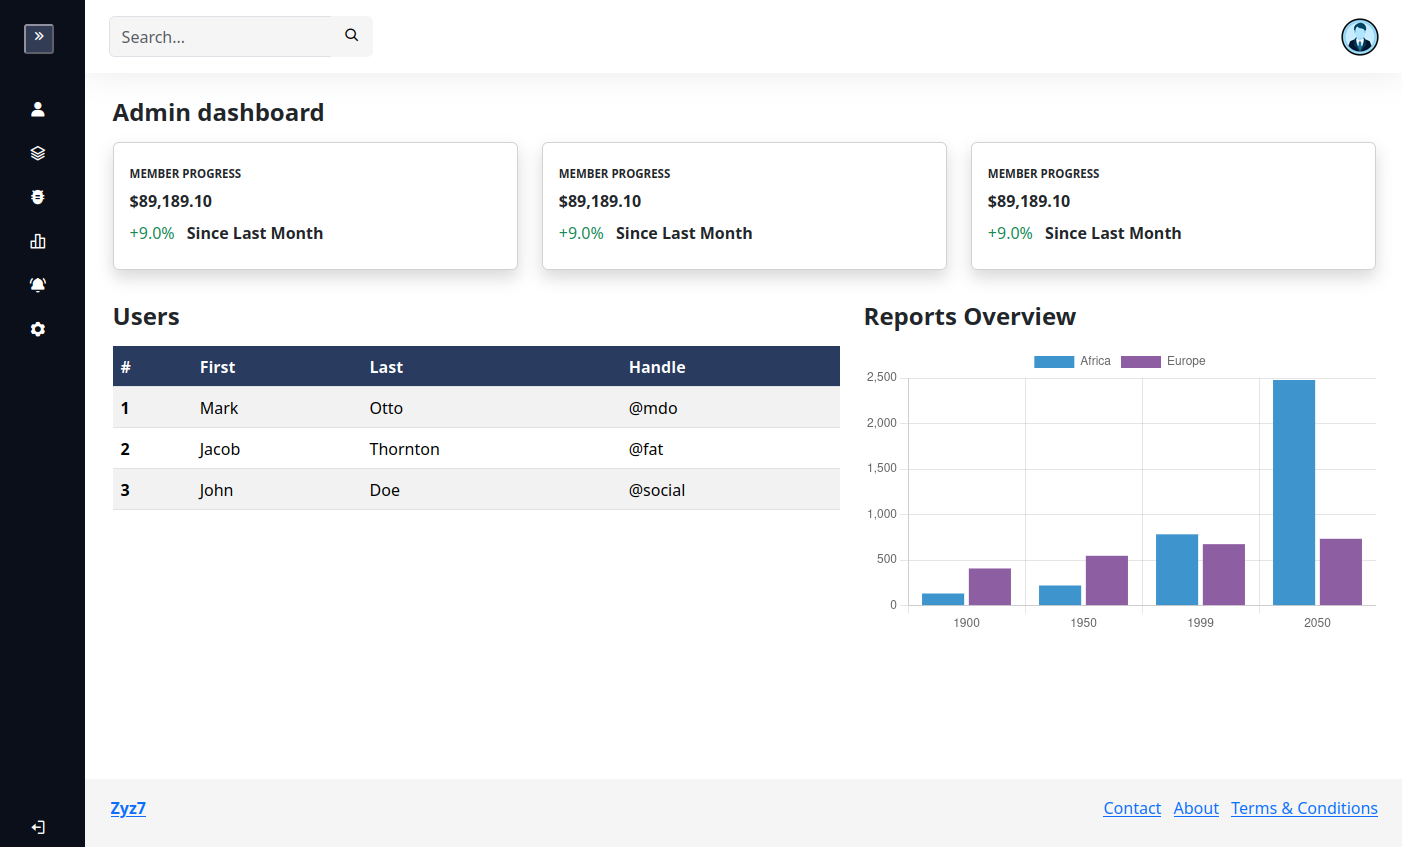 Search...
Admin dashboard
MEMBER PROGRESS
$89,189.10
+9.0% Since Last Month
MEMBER PROGRESS
$89,189.10
+9.0% Since Last Month
MEMBER PROGRESS
$89,189.10
+9.0% Since Last Month
Users
# First Last Handle
1 Mark Otto @mdo
2 Jacob Thornton @fat
3 John Doe @social
Reports Overview
Africa Europe
2,500
2,000
1,500
1,000
500
0
1900 1950 1999 2050
Zyz7
Contact About Terms & Conditions